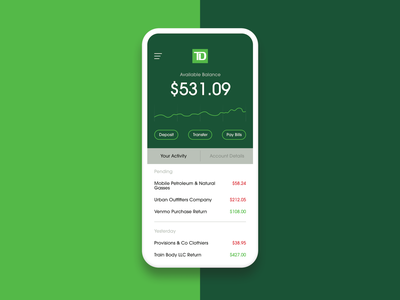 TD
Available Balance
$531.09
Deposit
Transfer
Pay Bills
Your Activity
Account Details
Pending
Mobile Petroleum & Natural
Gasses
$58.24
Urban Outfitters Company
$212.05
Venmo Purchase Return
$108.00
Yesterday
Provisions & Co Clothiers
$38.95
Train Body LLC Return
$407.00